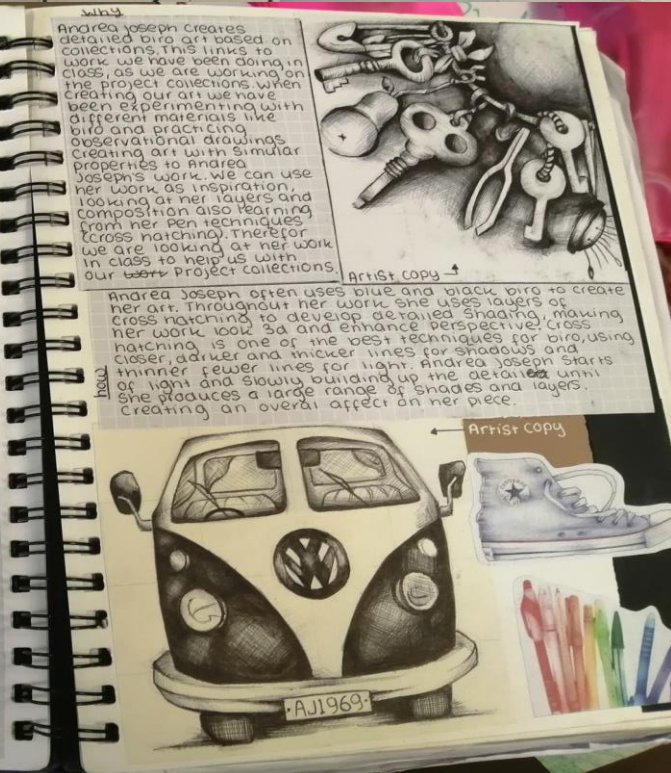 Why
Andrea Joseph creates
detailed biro art based on
collections. This links to
work we have been doing in
class, as we are working on
the project collections. When
creating our art we have
been experimenting with
different materials like
biro and practicing
observational drawings
creating art with simular
properties to Andrea
Joseph's work. We can use
her work as inspiration,
looking at her layers and
composition also learning
from her pen techniques
(cross hatching). Therefor
we are looking at her work
in class to help us with
our work Project collections.
Artist copy
how
Andrea Joseph often uses blue and black biro to create
her art. Throughout her work she uses layers of
cross hatching to develop detailed shading, making
her work look 3d and enhance perspective. Cross
hatching is one of the best techniques for biro, using
closer, darker and thicker lines for shadows and
thinner fewer lines for light. Andrea Joseph starts
of light and slowly building up the detail until
she produces a large range of shades and layers.
creating an overal affect on her piece.
Artist copy
VW
·AJ1969·